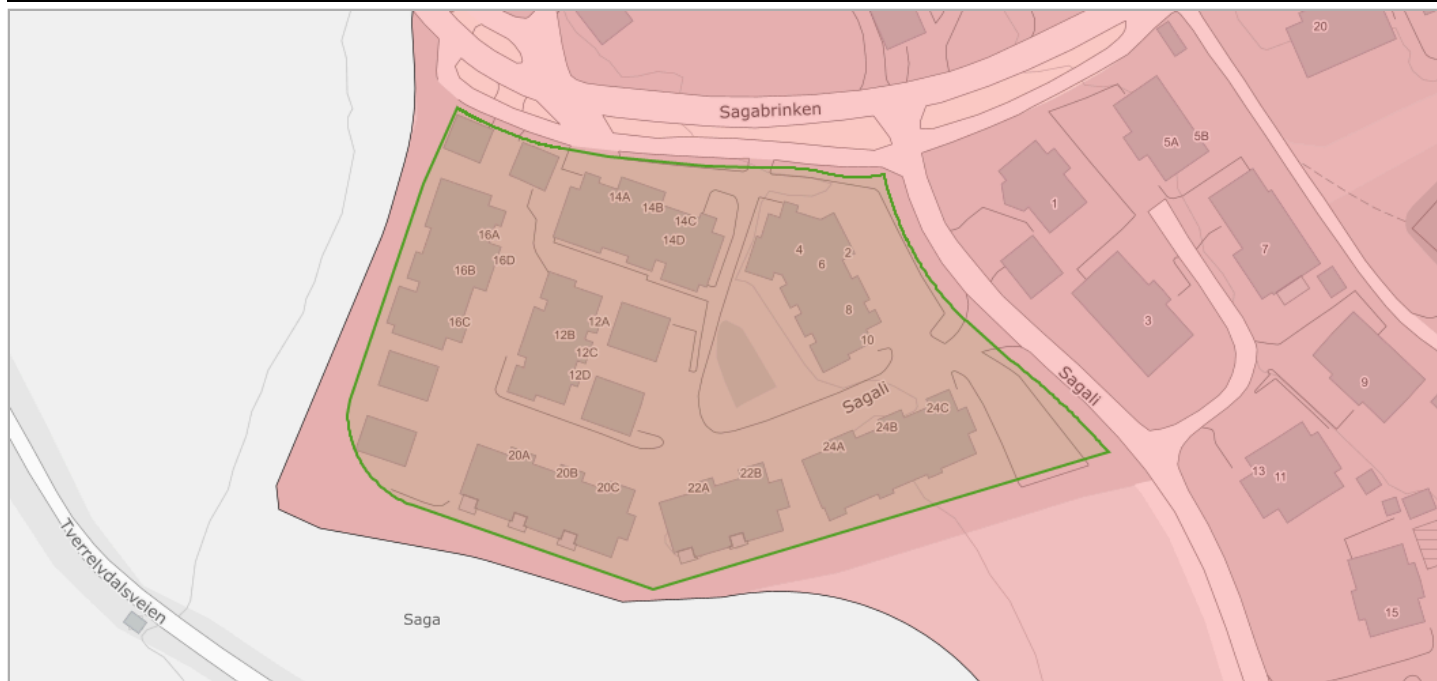 20
Sagabrinken
5B
5A
14A
14B
14C
14D
1
16A
16D
16B
16C
4
6
2
8
10
7
3
12A
12B
12C
12D
9
Sagali
Sagali
24C
24B
24A
20A
20B
20C
22A
22B
13
11
15
Tverrelvdalsveien
Saga